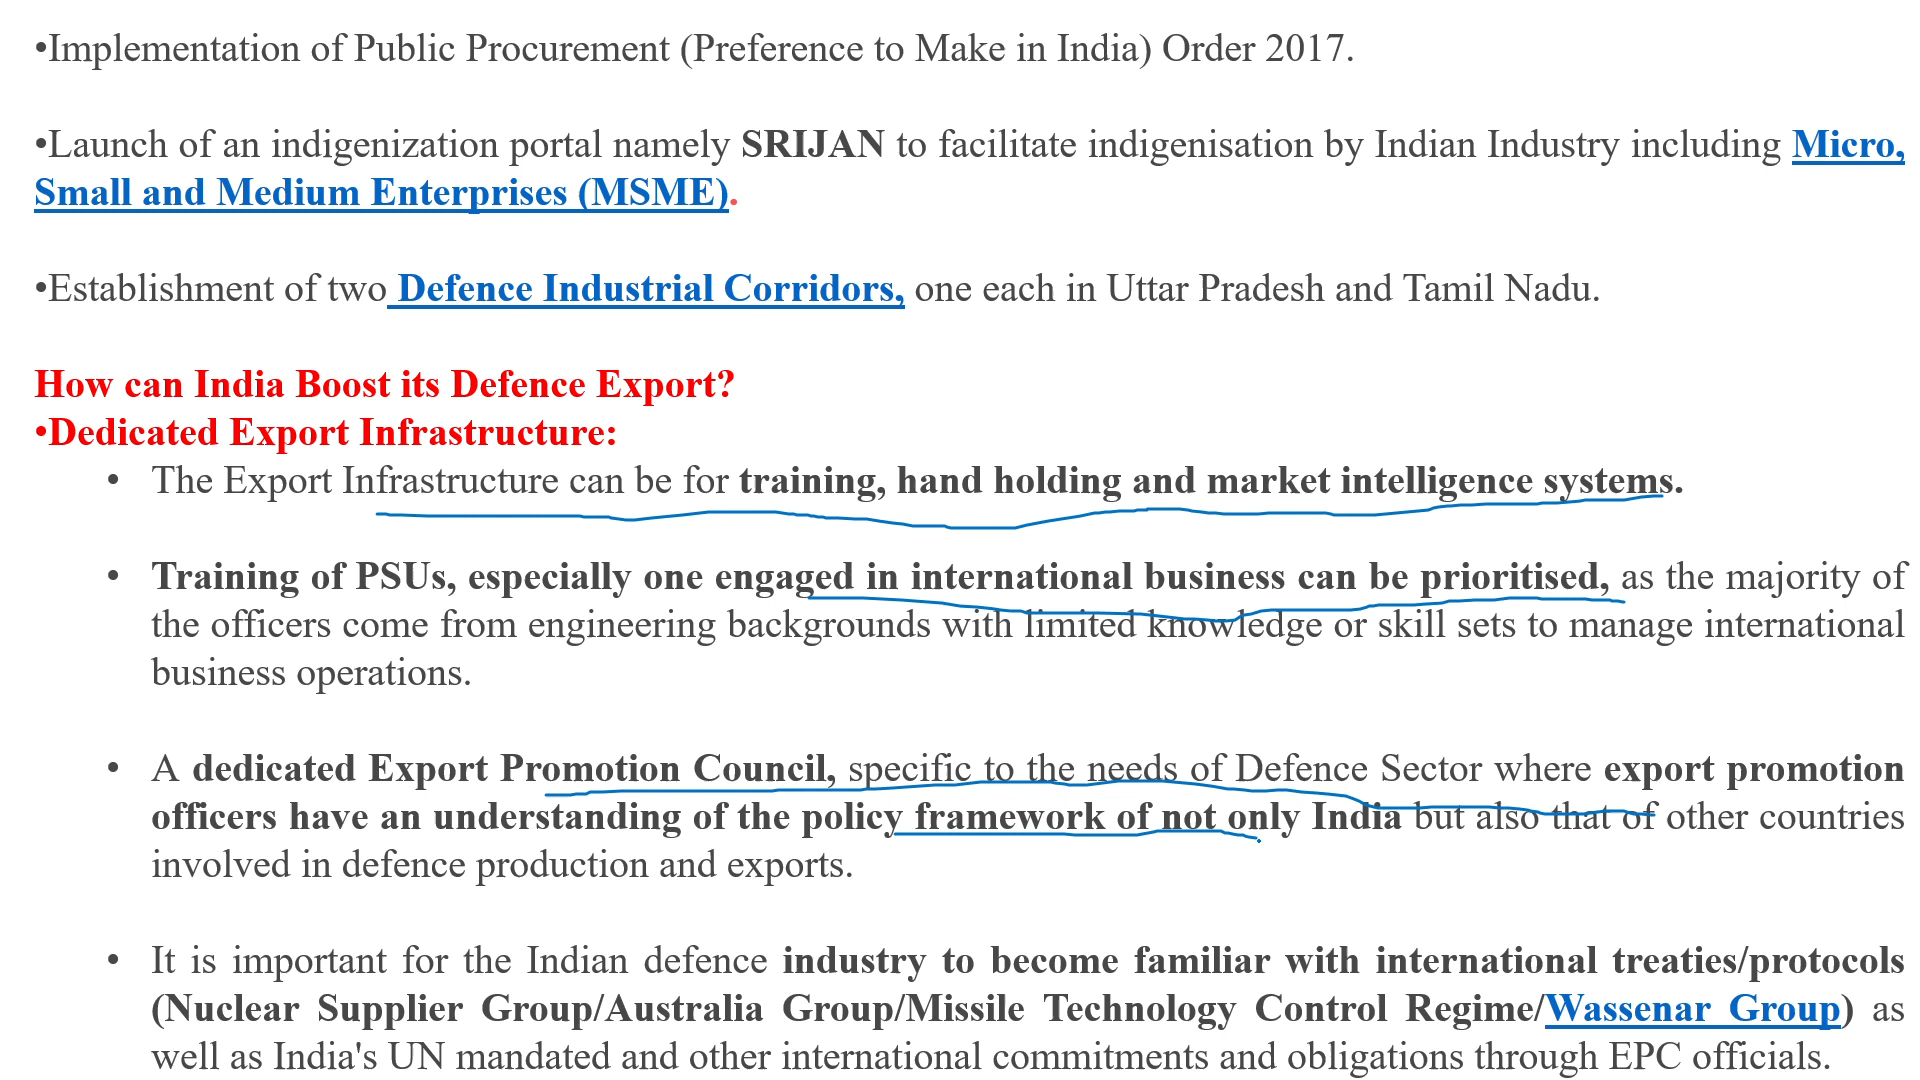 •Implementation of Public Procurement (Preference to Make in India) Order 2017.
•Launch of an indigenization portal namely SRIJAN to facilitate indigenisation by Indian Industry including Micro,
Small and Medium Enterprises (MSME).
•Establishment of two Defence Industrial Corridors, one each in Uttar Pradesh and Tamil Nadu.
How can India Boost its Defence Export?
•Dedicated Export Infrastructure:
• The Export Infrastructure can be for training, hand holding and market intelligence systems.
• Training of PSUs, especially one engaged in international business can be prioritised, as the majority of
the officers come from engineering backgrounds with limited knowledge or skill sets to manage international
business operations.
• A dedicated Export Promotion Council, specific to the needs of Defence Sector where export promotion
officers have an understanding of the policy framework of not only India but also that of other countries
involved in defence production and exports.
• It is important for the Indian defence industry to become familiar with international treaties/protocols
(Nuclear Supplier Group/Australia Group/Missile Technology Control Regime/Wassenar Group) as
well as India's UN mandated and other international commitments and obligations through EPC officials.